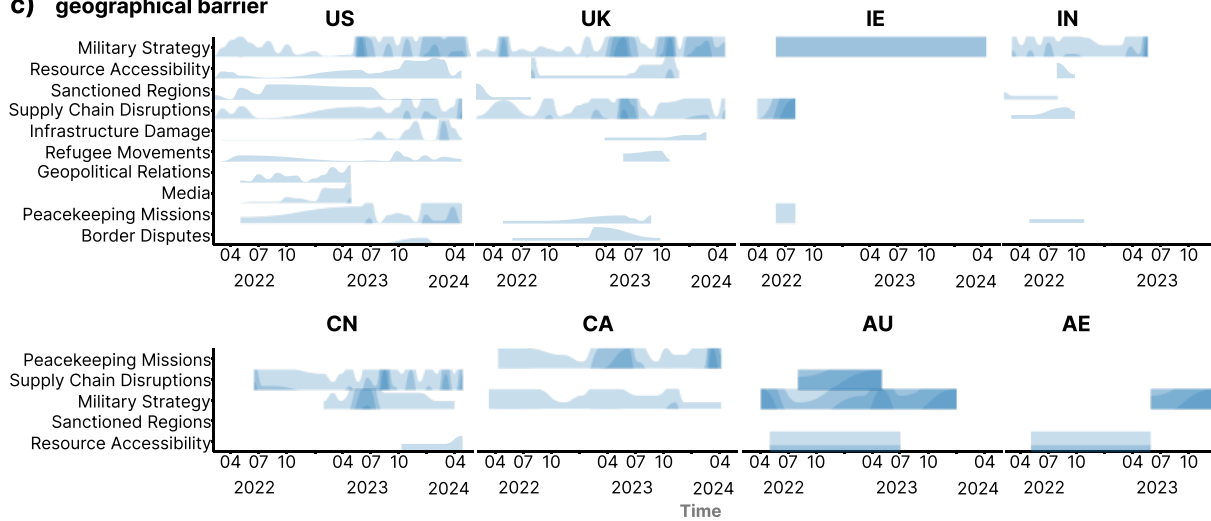 c) geographical barrier
US UK IE IN
Military Strategy
Resource Accessibility
Sanctioned Regions
Supply Chain Disruptions
Infrastructure Damage
Refugee Movements
Geopolitical Relations
Media
Peacekeeping Missions
Border Disputes
04 07 10 04 07 10 04 04 07 10 04 07 10 04 04 07 10 04 07 10 04 04 07 10 04 07 10
2022 2023 2024 2022 2023 2024 2022 2023 2024 2022 2023
CN CA AU AE
Peacekeeping Missions
Supply Chain Disruptions
Military Strategy
Sanctioned Regions
Resource Accessibility
04 07 10 04 07 10 04 04 07 10 04 07 10 04 04 07 10 04 07 10 04 04 07 10 04 07 10
2022 2023 2024 2022 2023 2024 2022 2023 2024 2022 2023
Time